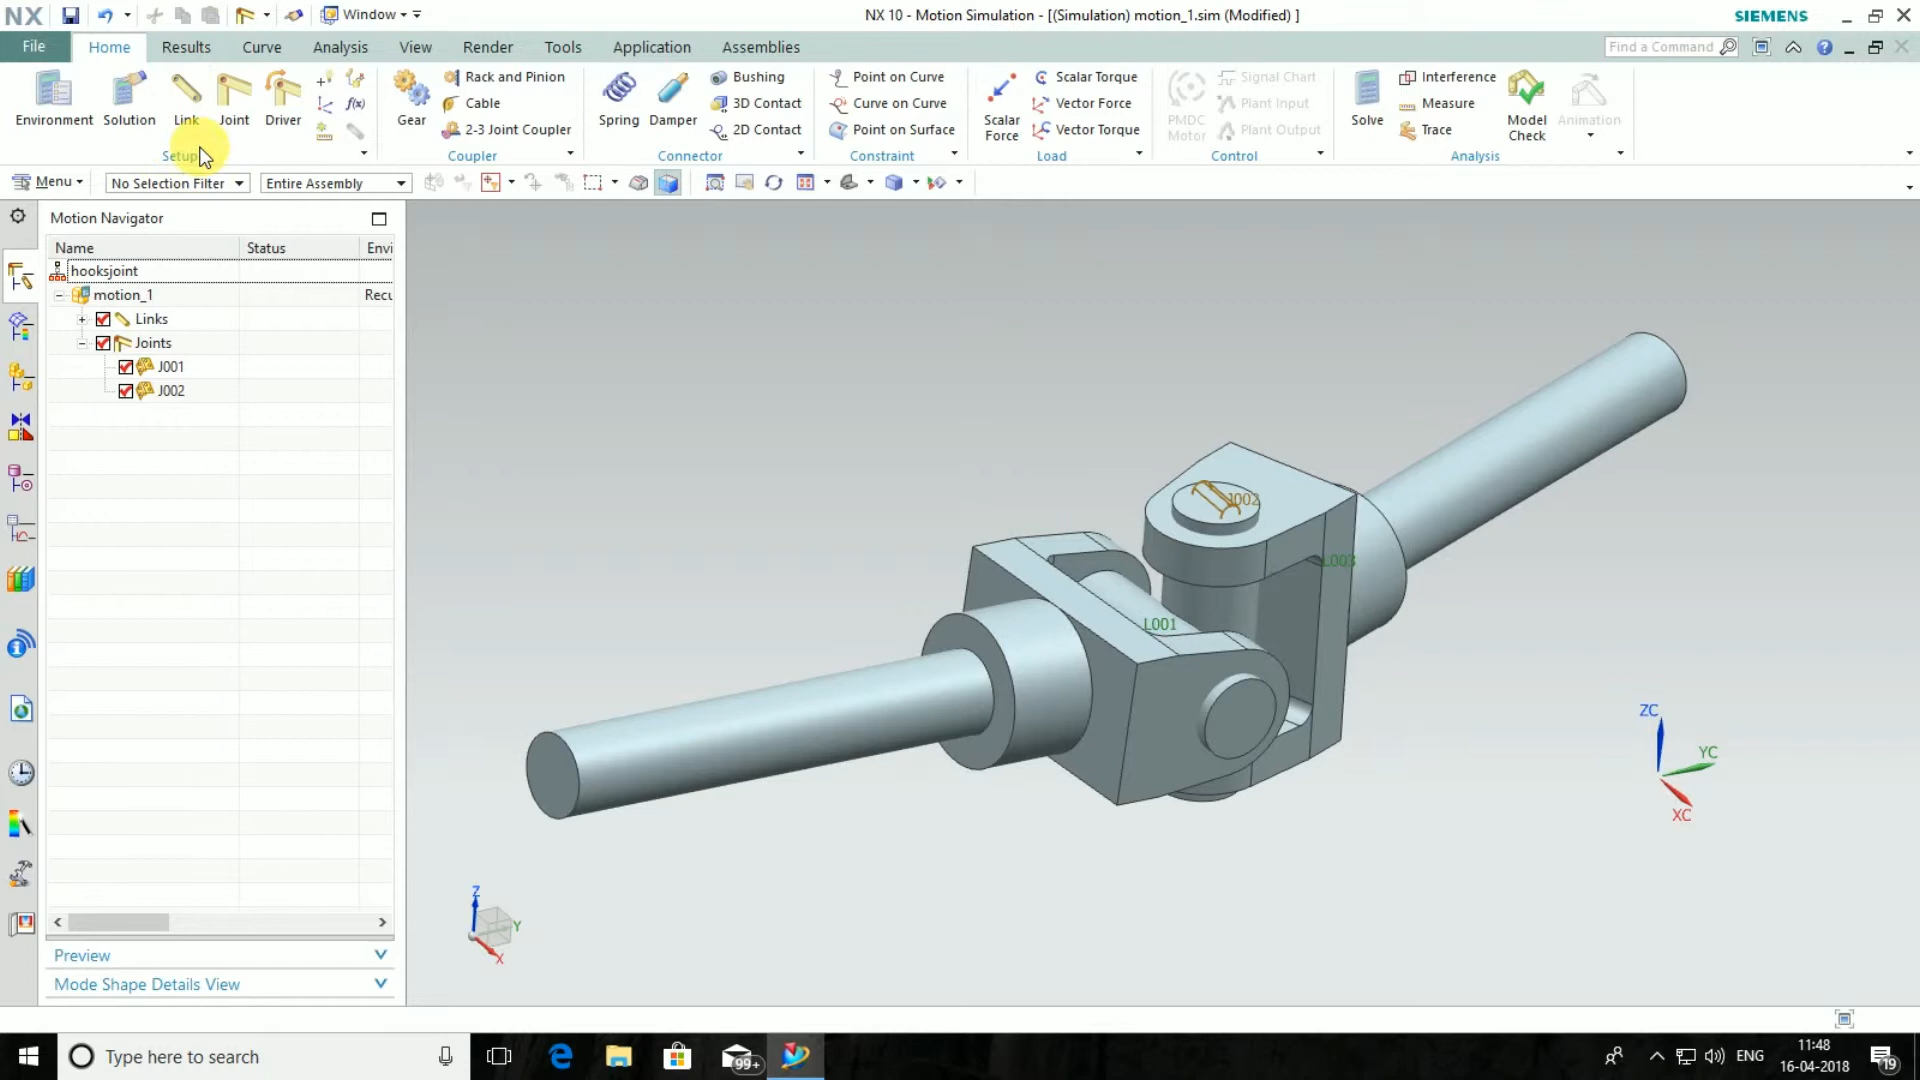 NX
Window
NX 10 - Motion Simulation - [(Simulation) motion_1.sim (Modified) ]
SIEMENS
File
Home
Results
Curve
Analysis
View
Render
Tools
Application
Assemblies
Find a Command
Environment
Solution
Link
Joint
Driver
f(x)
Setup
Gear
Rack and Pinion
Cable
2-3 Joint Coupler
Coupler
Spring
Damper
Bushing
3D Contact
2D Contact
Connector
Point on Curve
Curve on Curve
Point on Surface
Constraint
Scalar
Force
Scalar Torque
Vector Force
Vector Torque
Load
PMDC
Motor
Signal Chart
Plant Input
Plant Output
Control
Solve
Interference
Measure
Trace
Model
Check
Animation
Analysis
Menu
No Selection Filter
Entire Assembly
Motion Navigator
Name
Status
Envi
hooksjoint
motion_1
Recu
Links
Joints
J001
J002
J002
L003
L001
ZC
YC
XC
Z
Y
X
Preview
Mode Shape Details View
Type here to search
99+
ENG
11:48
16-04-2018
19